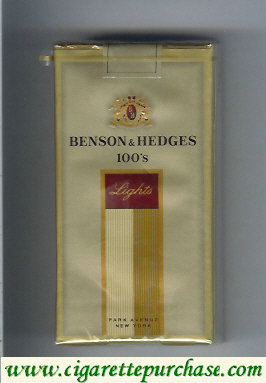 BENSON & HEDGES
100's
Lights
PARK AVENUE
NEW YORK
www.cigarettepurchase.com